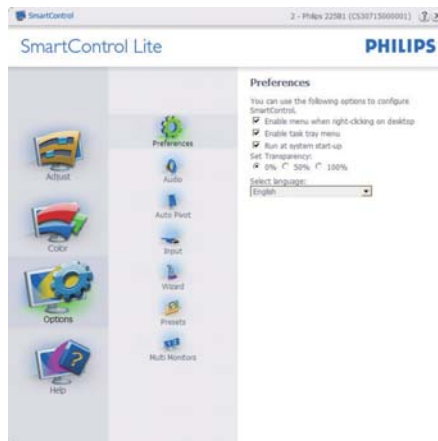 SmartControl
2 - Philips 225B1 (CS30715000001)
SmartControl Lite
PHILIPS
Adjust
Color
Options
Help
Preferences
Audio
Auto Pivot
Input
Wizard
Presets
Multi Monitors
Preferences
You can use the following options to configure
SmartControl.
Enable menu when right-clicking on desktop
Enable task tray menu
Run at system start-up
Set Transparency:
0% 50% 100%
Select language:
English